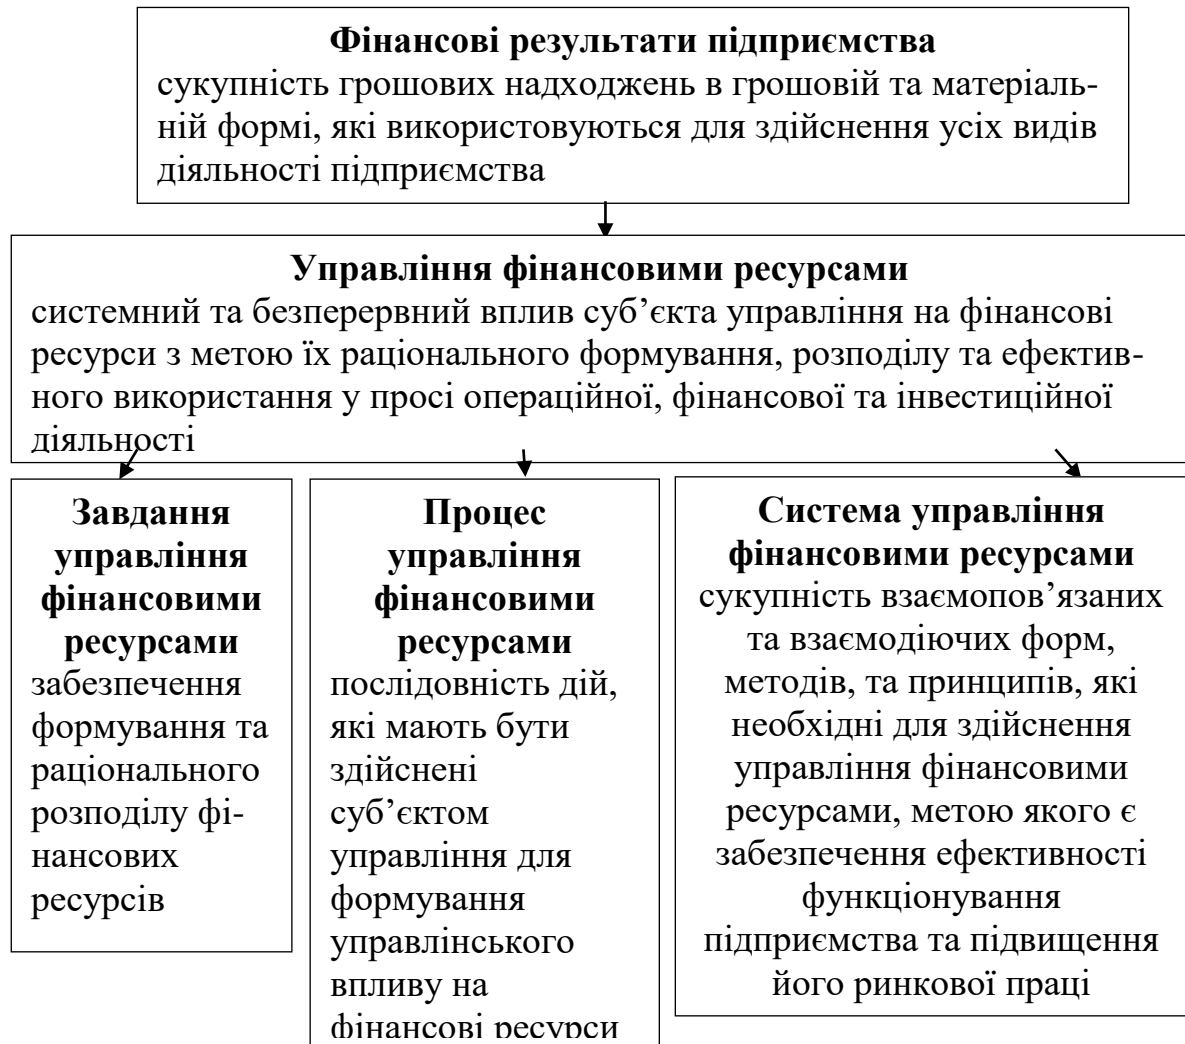 Фінансові результати підприємства
сукупність грошових надходжень в грошовій та матеріаль-
ній формі, які використовуються для здійснення усіх видів
діяльності підприємства
Управління фінансовими ресурсами
системний та безперервний вплив суб’єкта управління на фінансові
ресурси з метою їх раціонального формування, розподілу та ефектив-
ного використання у просі операційної, фінансової та інвестиційної
діяльності
Завдання
управління
фінансовими
ресурсами
забезпечення
формування та
раціонального
розподілу фі-
нансових
ресурсів
Процес
управління
фінансовими
ресурсами
послідовність дій,
які мають бути
здійснені
суб’єктом
управління для
формування
управлінського
впливу на
фінансові ресурси
Система управління
фінансовими ресурсами
сукупність взаємопов’язаних
та взаємодіючих форм,
методів, та принципів, які
необхідні для здійснення
управління фінансовими
ресурсами, метою якого є
забезпечення ефективності
функціонування
підприємства та підвищення
його ринкової праці